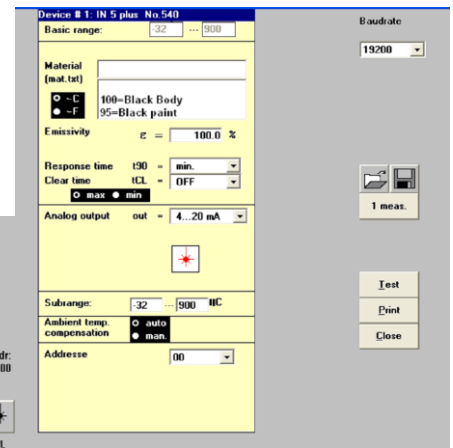 Device # 1: IN 5 plus No.540
Basic range: -32 ... 900
Material
(mat.txt)
~C
~F
100=Black Body
95=Black paint
Emissivity ε = 100.0 %
Response time t90 = min.
Clear time tCL = OFF
max min
Analog output out = 4...20 mA
Subrange: -32 ... 900 C
Ambient temp.
compensation
auto
man.
Addresse 00
Baudrate
19200
1 meas.
Test
Print
Close
dr:
00